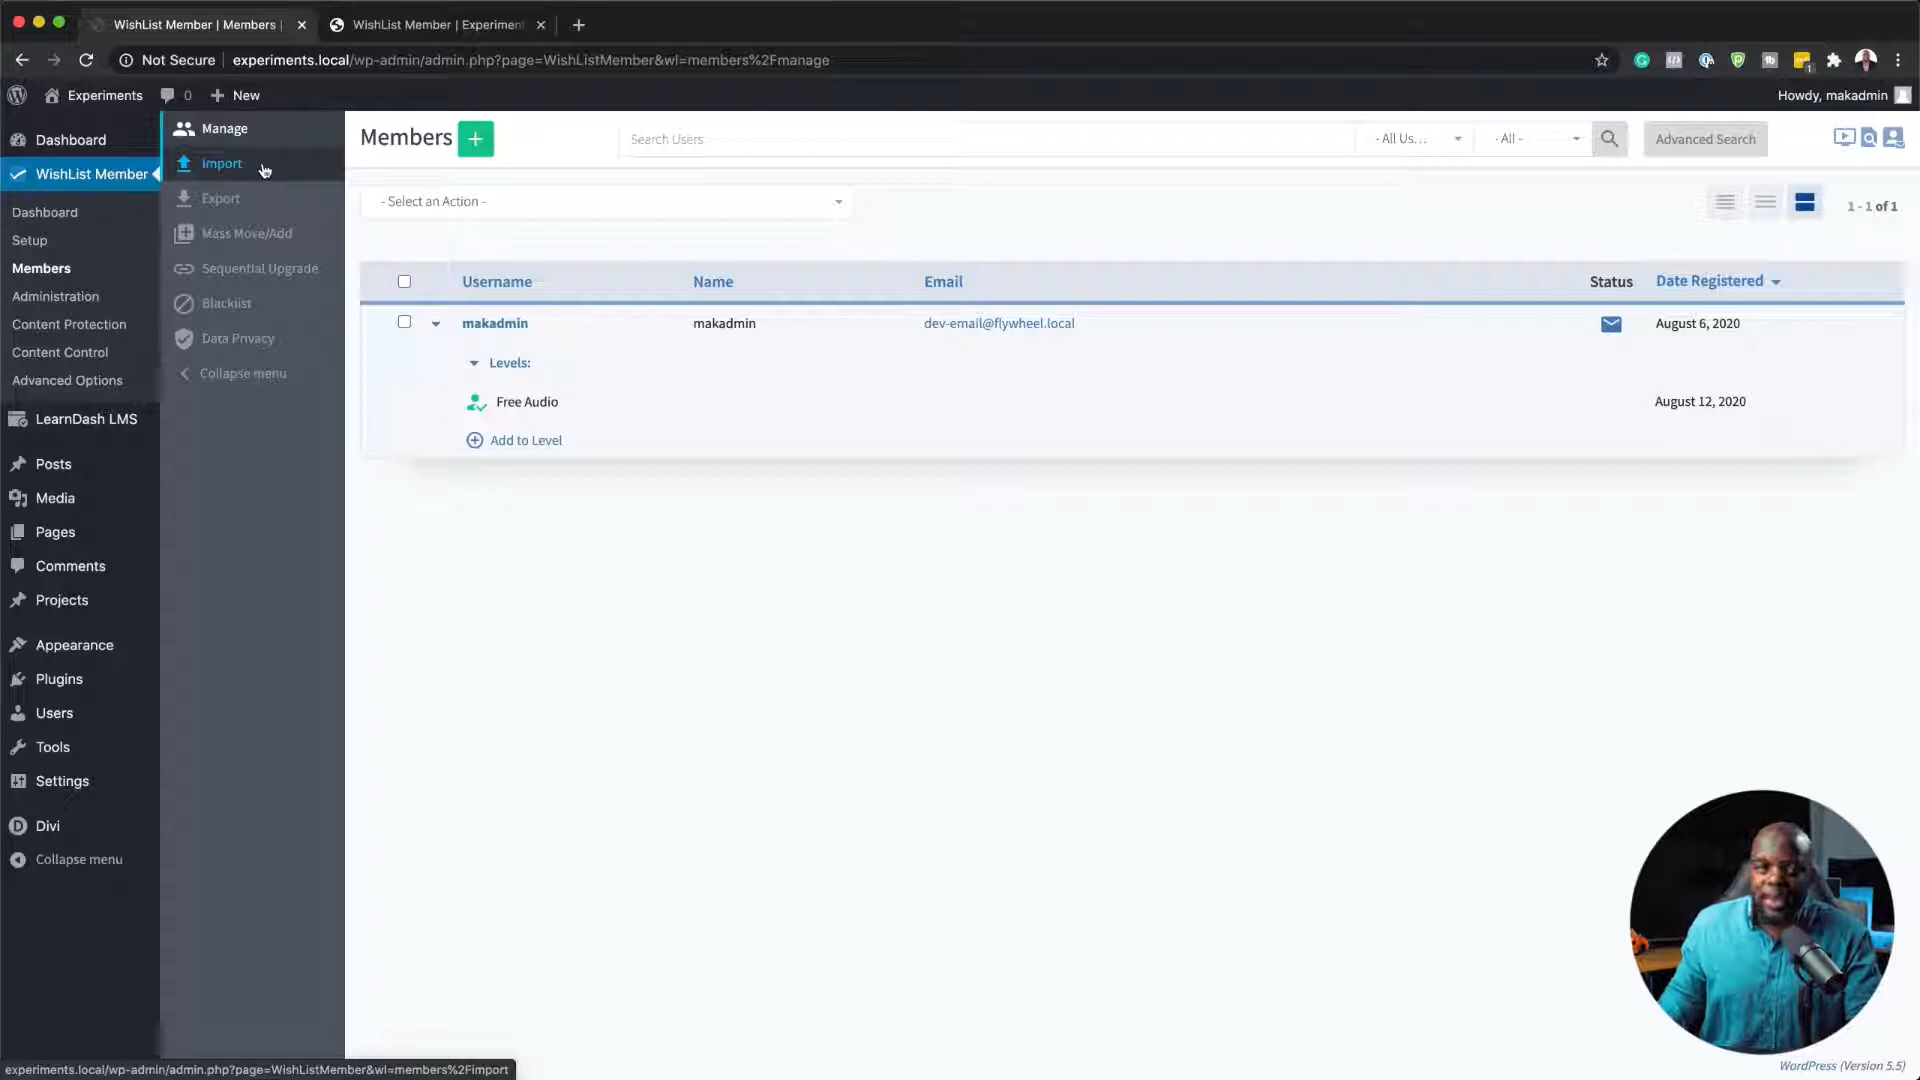 WishList Member | Members |
WishList Member | Experimen
Not Secure experiments.local/wp-admin/admin.php?page=WishListMember&wl=members%2Fmanage
1
Experiments 0 New
Howdy, makadmin
Dashboard
WishList Member
Dashboard
Setup
Members
Administration
Content Protection
Content Control
Advanced Options
LearnDash LMS
Posts
Media
Pages
Comments
Projects
Appearance
Plugins
Users
Tools
Settings
Divi
Collapse menu
Manage
Import
Export
Mass Move/Add
Sequential Upgrade
Blacklist
Data Privacy
Collapse menu
Members
Search Users
- All Us...
- All -
Advanced Search
- Select an Action -
1 - 1 of 1
Username Name Email Status Date Registered
makadmin makadmin dev-email@flywheel.local August 6, 2020
Levels:
Free Audio August 12, 2020
Add to Level
experiments.local/wp-admin/admin.php?page=WishListMember&wl=members%2Fimport
WordPress (Version 5.5)